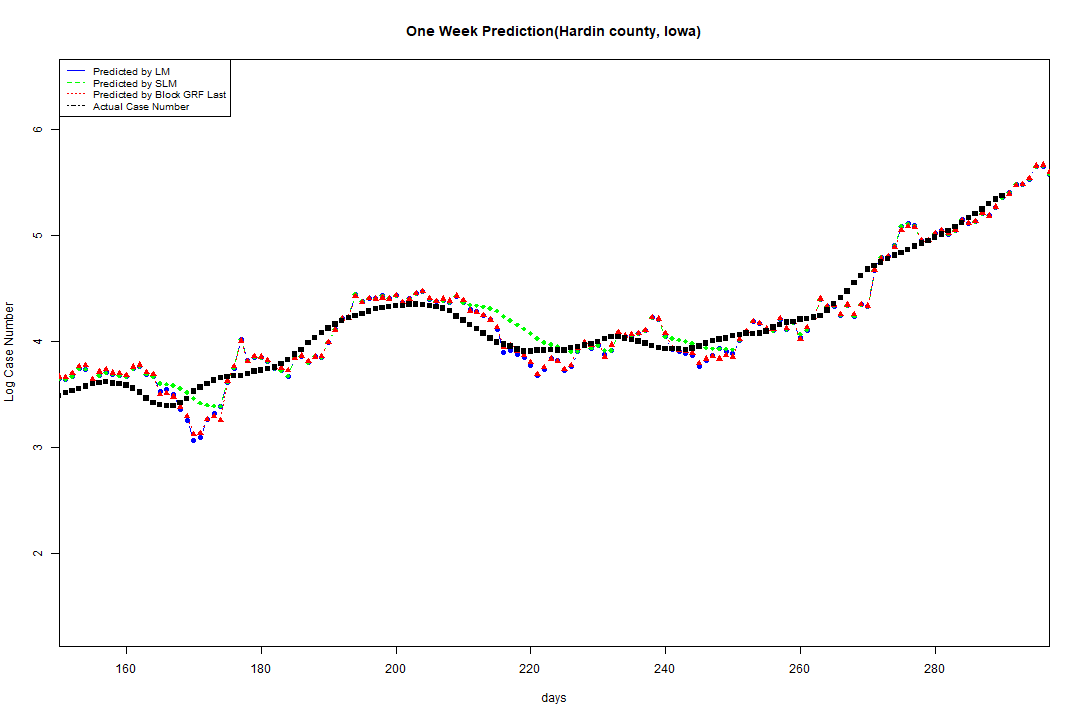 One Week Prediction(Hardin county, Iowa)
Predicted by LM
Predicted by SLM
Predicted by Block GRF Last
Actual Case Number
6
5
4
3
2
Log Case Number
160 180 200 220 240 260 280
days